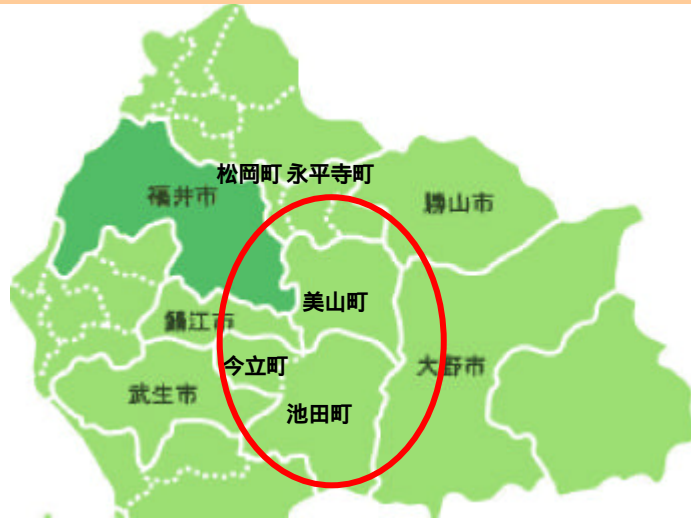 松岡町 永平寺町
福井市
勝山市
美山町
鯖江市
今立町
大野市
武生市
池田町